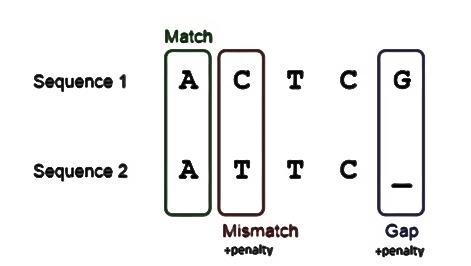 Match
Sequence 1 A C T C G
Sequence 2 A T T C _
Mismatch Gap
+penalty +penalty